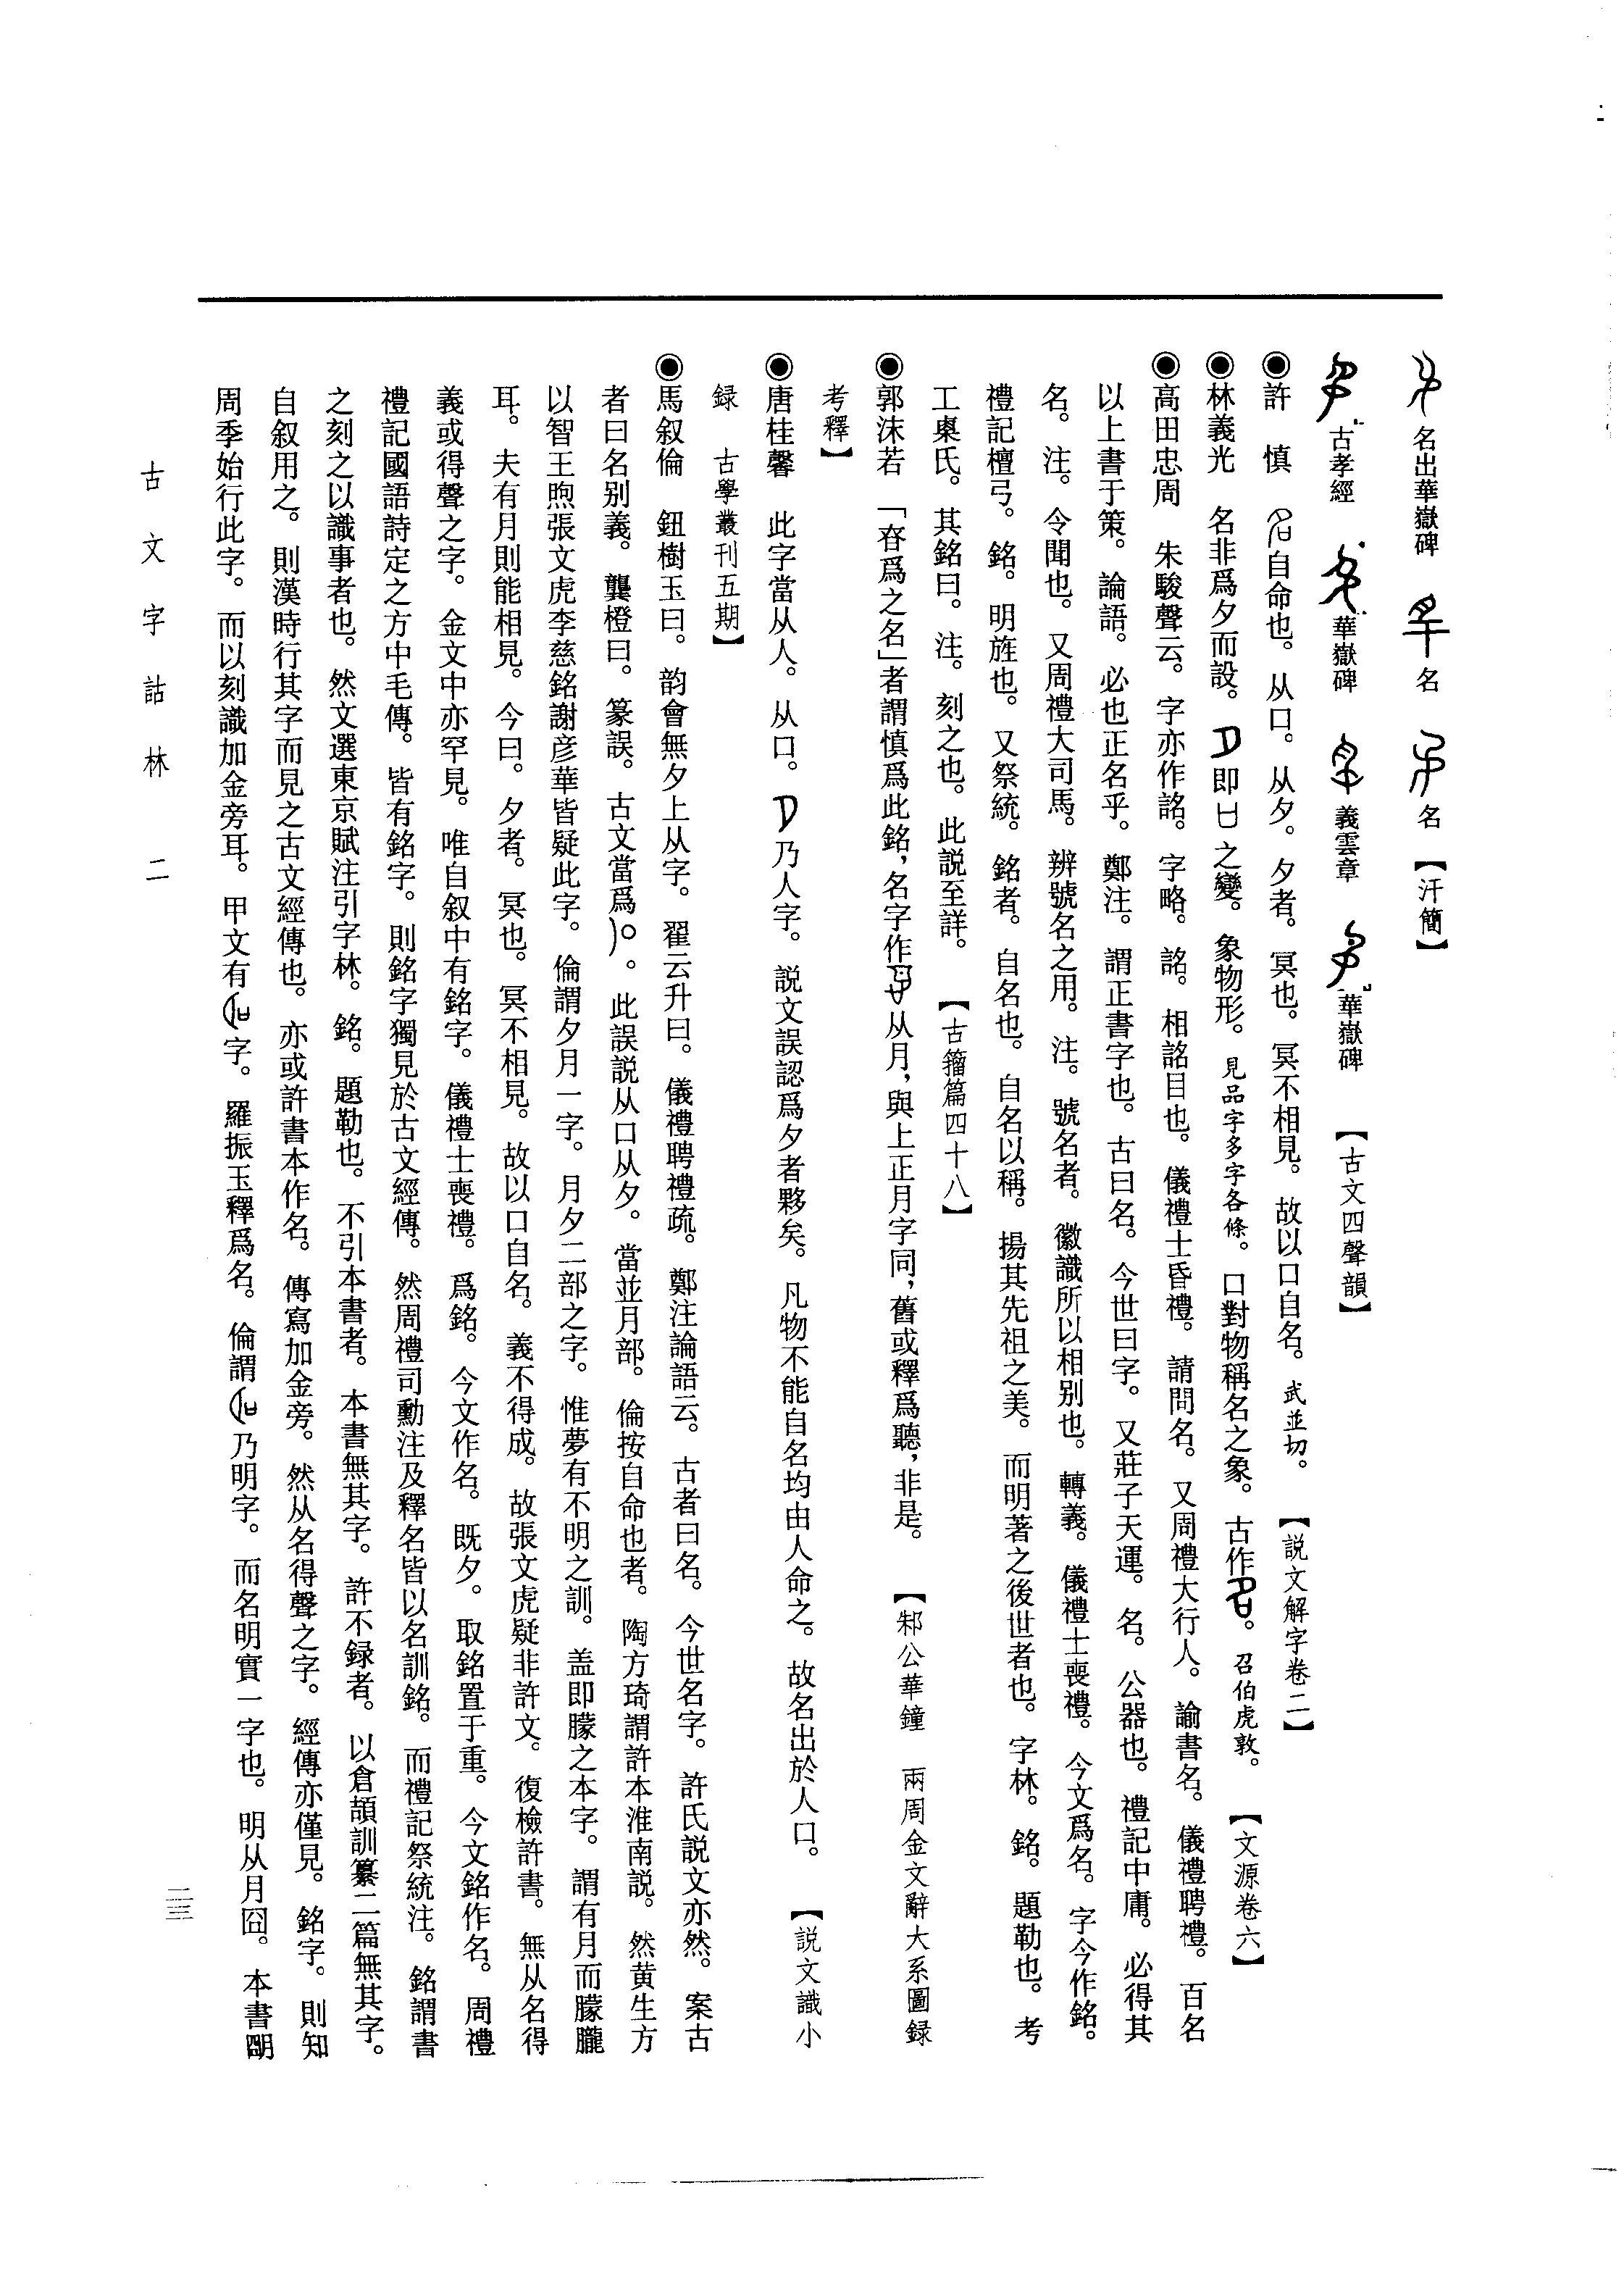 名出華嶽碑　名　名【汗簡】
古孝經　華嶽碑　義雲章　華嶽碑　【古文四聲韻】
◉許　慎　自命也。从口。从夕。夕者。冥也。冥不相見。故以口自名。武並切。【説文解字卷二】
◉林義光　名非爲夕而設。即之變。象物形。見品字多字各條。口對物稱名之象。古作。召伯虎敦。【文源卷六】
◉高田忠周　朱駿聲云。字亦作詺。字略。詺。相詺目也。儀禮士昏禮。請問名。又周禮大行人。諭書名。儀禮聘禮。百名
以上書于策。論語。必也正名乎。鄭注。謂正書字也。古曰名。今世曰字。又莊子天運。名。公器也。禮記中庸。必得其
名。注。令聞也。又周禮大司馬。辨號名之用。注。號名者。徽識所以相别也。轉義。儀禮士喪禮。今文爲名。字今作銘。
禮記檀弓。銘。明旌也。又祭統。銘者。自名也。自名以稱。揚其先祖之美。而明著之後世者也。字林。銘。題勒也。考
工㮚氏。其銘曰。注。刻之也。此説至詳。【古籀篇四十八】
◉郭沫若　「昚爲之名」者謂慎爲此銘，名字作从月，與上正月字同，舊或釋爲聽，非是。【邾公華鐘　兩周金文辭大系圖録
考釋】
◉唐桂馨　此字當从人。从口。乃人字。説文誤認爲夕者夥矣。凡物不能自名均由人命之。故名出於人口。【説文識小
録　古學叢刊五期】
◉馬叙倫　鈕樹玉曰。韵會無夕上从字。翟云升曰。儀禮聘禮疏。鄭注論語云。古者曰名。今世名字。許氏説文亦然。案古
者曰名别義。龔橙曰。篆誤。古文當爲。此誤説从口从夕。當並月部。倫按自命也者。陶方琦謂許本淮南説。然黄生方
以智王煦張文虎李慈銘謝彦華皆疑此字。倫謂夕月一字。月夕二部之字。惟夢有不明之訓。盖即朦之本字。謂有月而朦朧
耳。夫有月則能相見。今曰。夕者。冥也。冥不相見。故以口自名。義不得成。故張文虎疑非許文。復檢許書。無从名得
義或得聲之字。金文中亦罕見。唯自叙中有銘字。儀禮士喪禮。爲銘。今文作名。既夕。取銘置于重。今文銘作名。周禮
禮記國語詩定之方中毛傳。皆有銘字。則銘字獨見於古文經傳。然周禮司勳注及釋名皆以名訓銘。而禮記祭統注。銘謂書
之刻之以識事者也。然文選東京賦注引字林。銘。題勒也。不引本書者。本書無其字。許不録者。以倉頡訓纂二篇無其字。
自叙用之。則漢時行其字而見之古文經傳也。亦或許書本作名。傳寫加金旁。然从名得聲之字。經傳亦僅見。銘字。則知
周季始行此字。而以刻識加金旁耳。甲文有字。羅振玉釋爲名。倫謂乃明字。而名明實一字也。明从月囧。本書朙
古文字詁林　二　二三